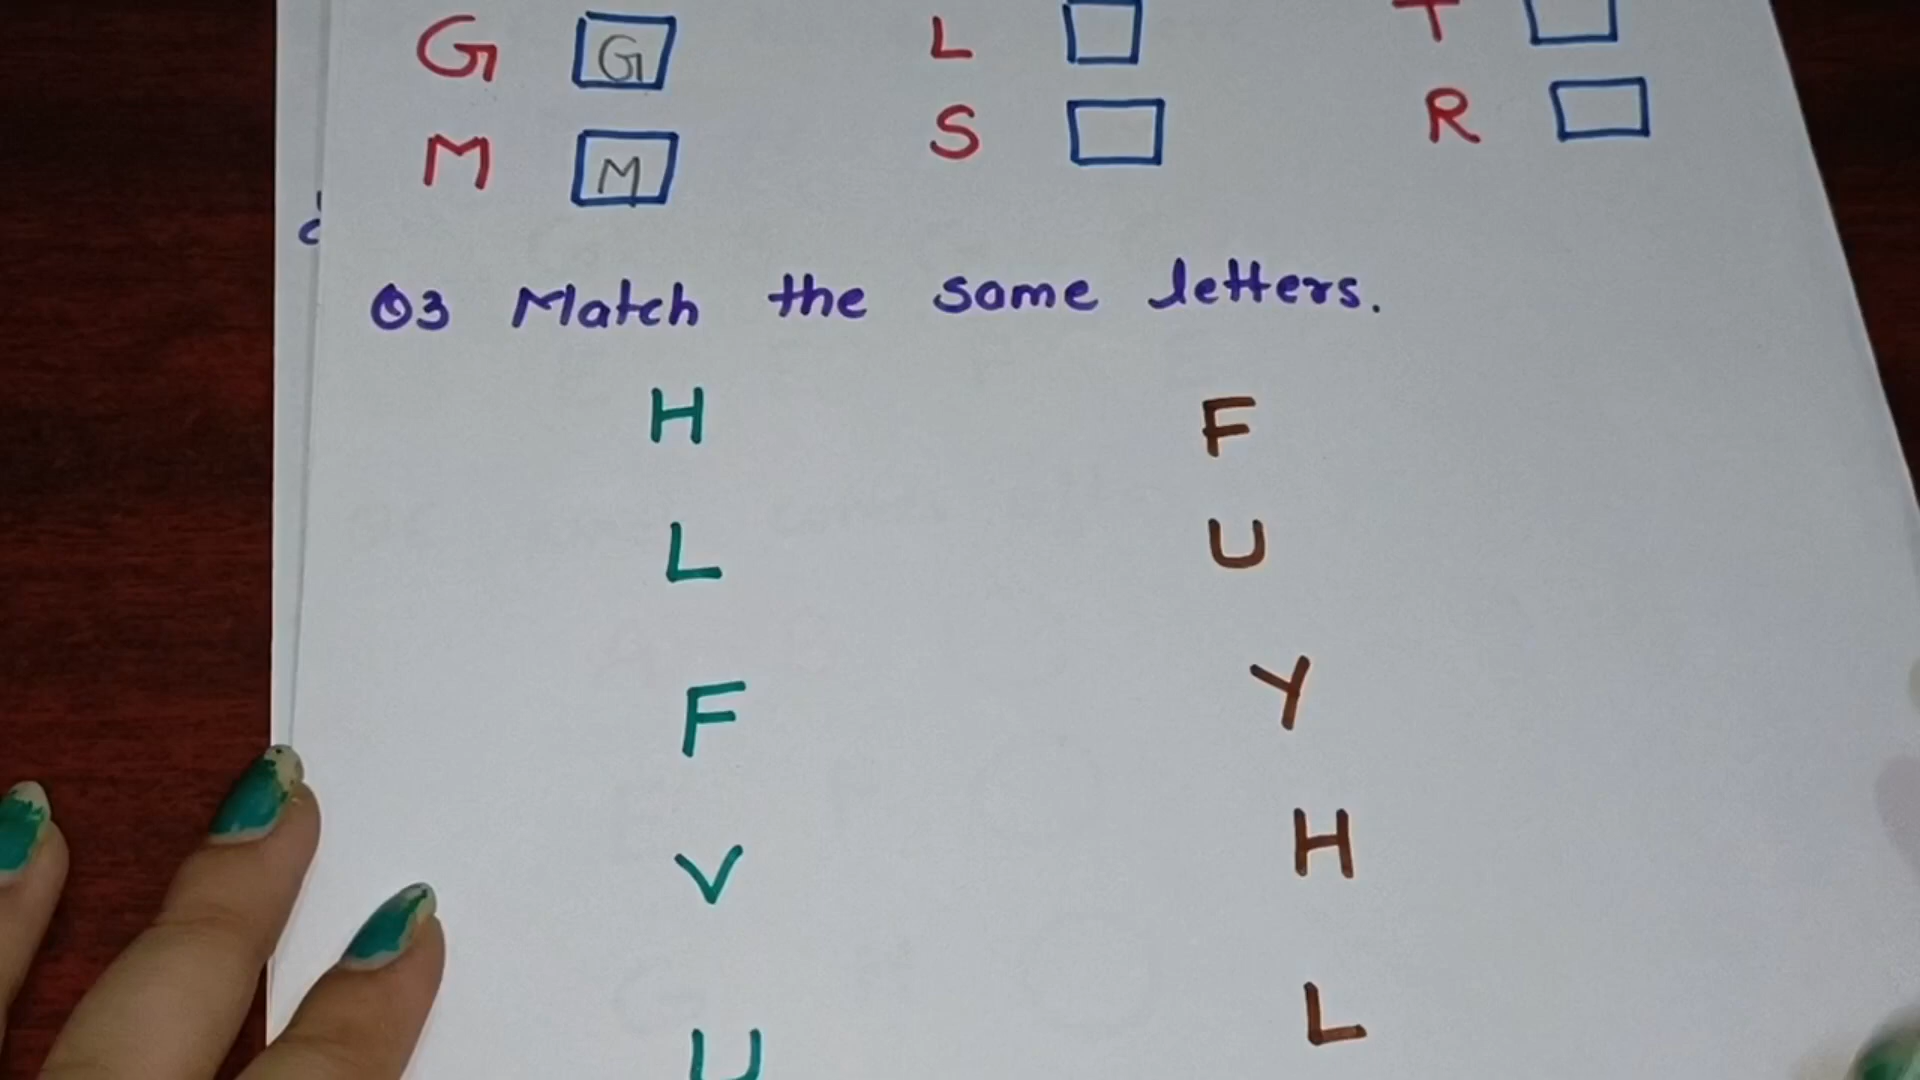 G G L T
M M S R
Q3 Match the same letters.
H F
L U
F Y
V H
U L